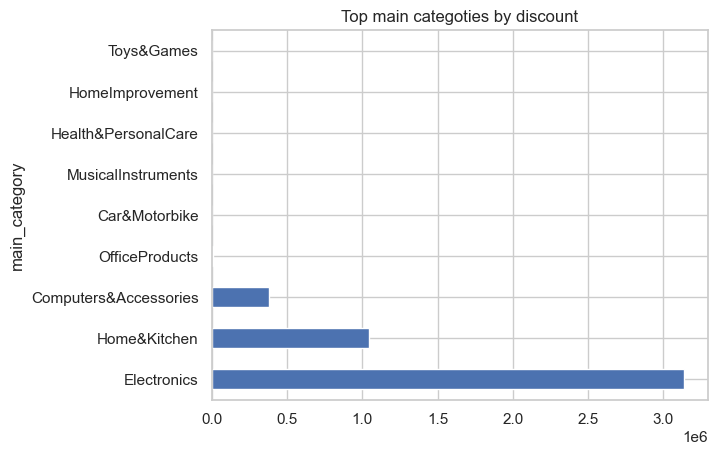 Top main categoties by discount
main_category
Toys&Games
HomeImprovement
Health&PersonalCare
MusicalInstruments
Car&Motorbike
OfficeProducts
Computers&Accessories
Home&Kitchen
Electronics
0.0 0.5 1.0 1.5 2.0 2.5 3.0
1e6